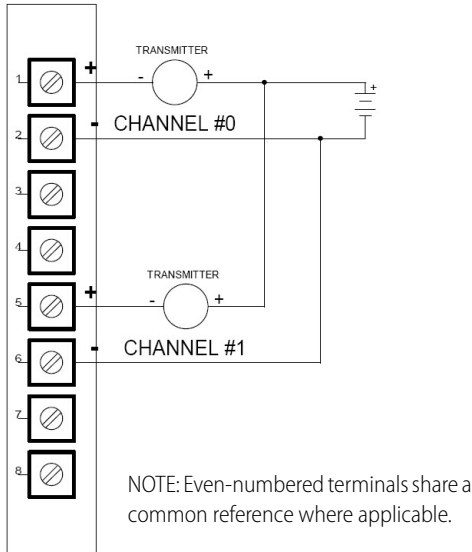 TRANSMITTER
1 + - + +
2 - CHANNEL #0
3
4
TRANSMITTER
5 + - +
6 - CHANNEL #1
7
8
NOTE: Even-numbered terminals share a
common reference where applicable.